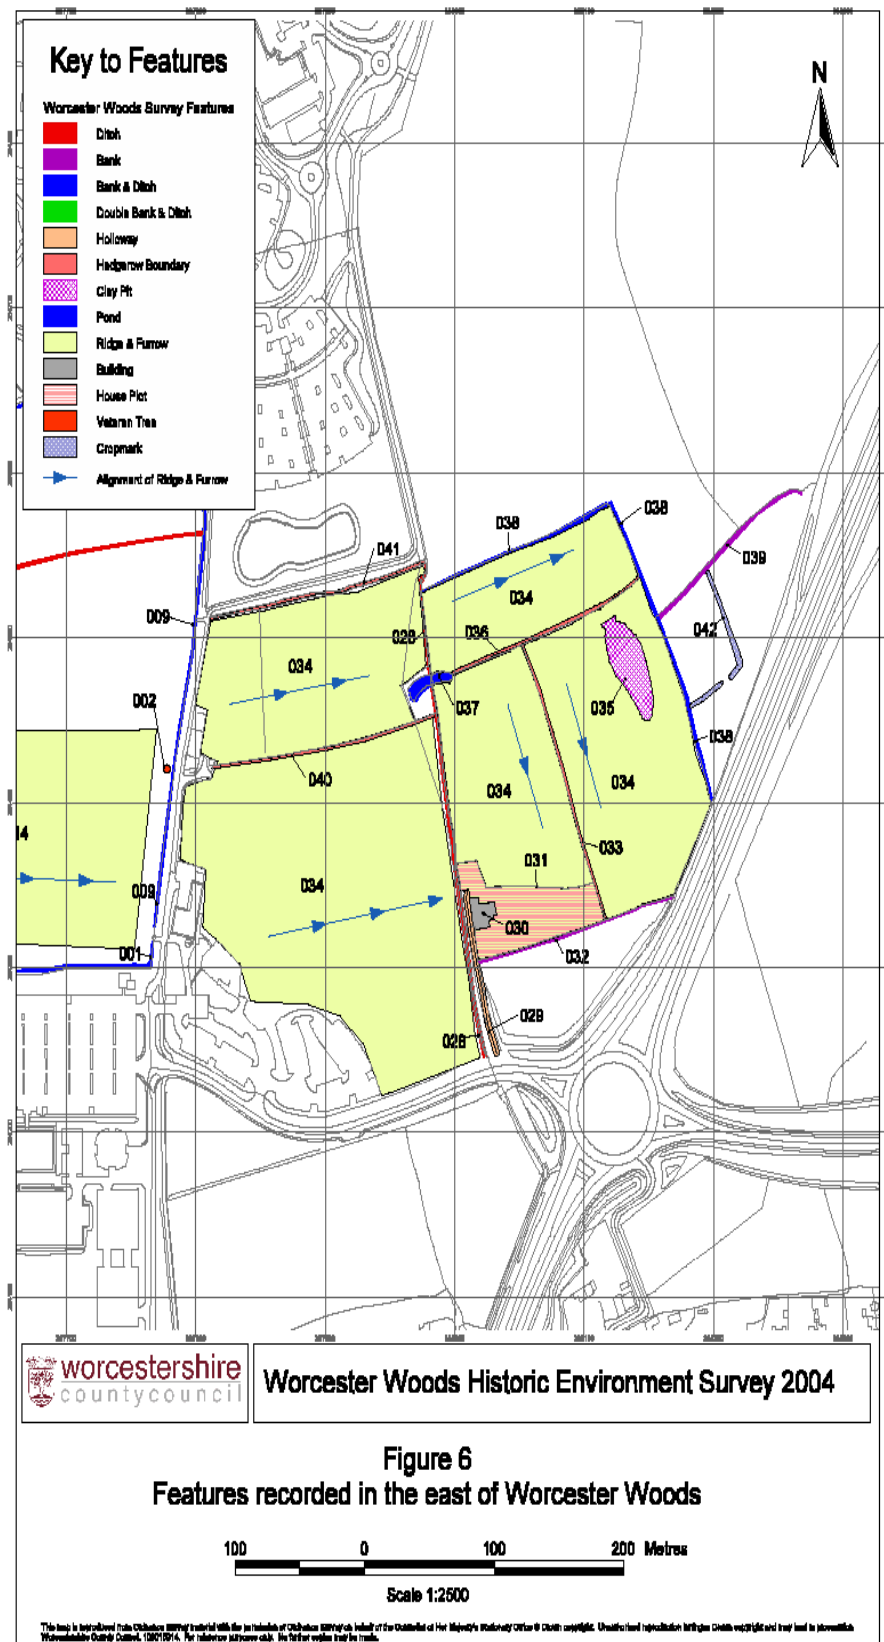 Key to Features
Worcester Woods Survey Features
Ditch
Bank
Bank & Ditch
Double Bank & Ditch
Holloway
Hedgerow Boundary
Clay Pit
Pond
Ridge & Furrow
Building
House Plot
Veteran Tree
Cropmark
Alignment of Ridge & Furrow
N
038
038
039
041
034
009
028
036
042
034
002
037
035
038
040
034
034
14
033
031
034
009
030
001
032
029
028
worcestershire
countycouncil
Worcester Woods Historic Environment Survey 2004
Figure 6
Features recorded in the east of Worcester Woods
100 0 100 200 Metres
Scale 1:2500